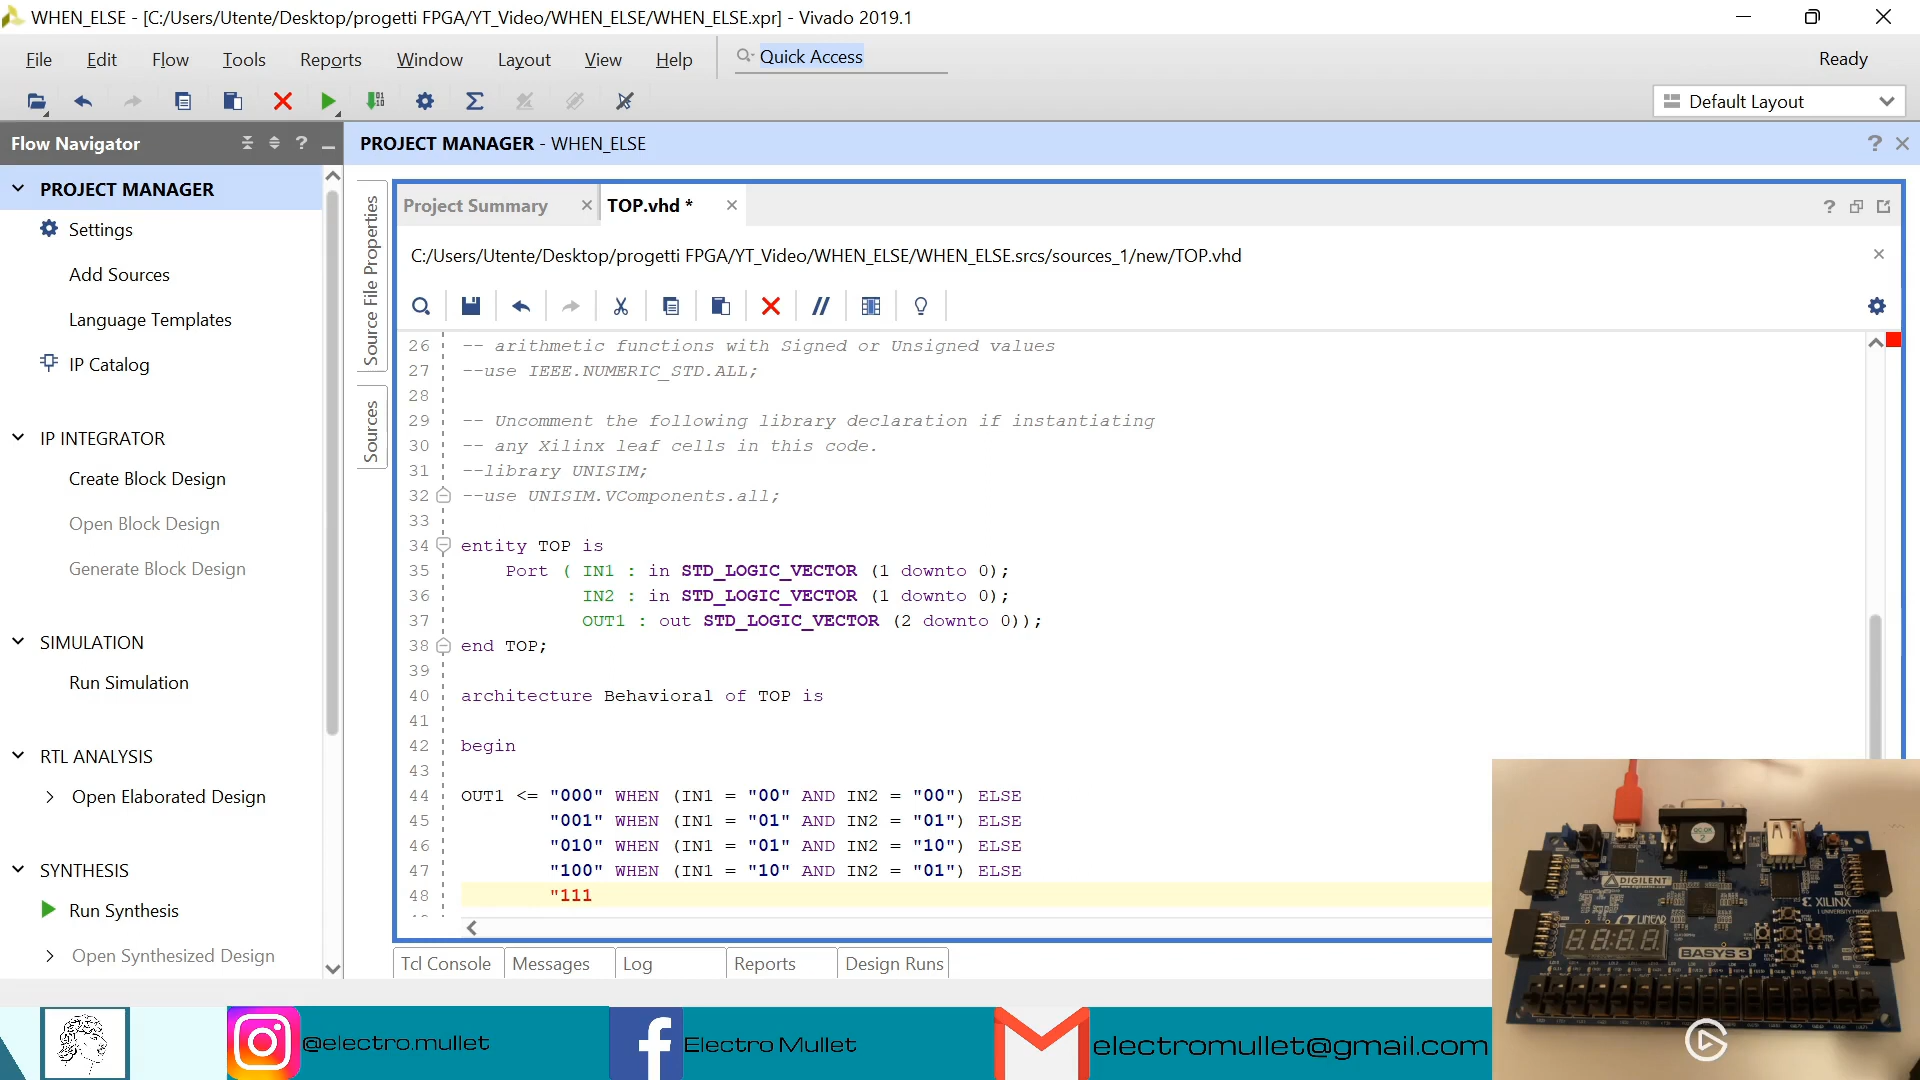 WHEN_ELSE - [C:/Users/Utente/Desktop/progetti FPGA/YT_Video/WHEN_ELSE/WHEN_ELSE.xpr] - Vivado 2019.1
File Edit Flow Tools Reports Window Layout View Help
Quick Access
Ready
Default Layout
Flow Navigator
PROJECT MANAGER - WHEN_ELSE
PROJECT MANAGER
Settings
Add Sources
Language Templates
IP Catalog
IP INTEGRATOR
Create Block Design
Open Block Design
Generate Block Design
SIMULATION
Run Simulation
RTL ANALYSIS
Open Elaborated Design
SYNTHESIS
Run Synthesis
Open Synthesized Design
Source File Properties
Sources
Project Summary
TOP.vhd *
C:/Users/Utente/Desktop/progetti FPGA/YT_Video/WHEN_ELSE/WHEN_ELSE.srcs/sources_1/new/TOP.vhd
26 -- arithmetic functions with Signed or Unsigned values
27 --use IEEE.NUMERIC_STD.ALL;
28
29 -- Uncomment the following library declaration if instantiating
30 -- any Xilinx leaf cells in this code.
31 --library UNISIM;
32 --use UNISIM.VComponents.all;
33
34 entity TOP is
35 Port ( IN1 : in STD_LOGIC_VECTOR (1 downto 0);
36 IN2 : in STD_LOGIC_VECTOR (1 downto 0);
37 OUT1 : out STD_LOGIC_VECTOR (2 downto 0));
38 end TOP;
39
40 architecture Behavioral of TOP is
41
42 begin
43
44 OUT1 <= "000" WHEN (IN1 = "00" AND IN2 = "00") ELSE
45 "001" WHEN (IN1 = "01" AND IN2 = "01") ELSE
46 "010" WHEN (IN1 = "01" AND IN2 = "10") ELSE
47 "100" WHEN (IN1 = "10" AND IN2 = "01") ELSE
48 "111
Tcl Console
Messages
Log
Reports
Design Runs
DIGILENT
LINEAR
XILINX
BASYS 3
@electro.mullet
Electro Mullet
electromullet@gmail.com